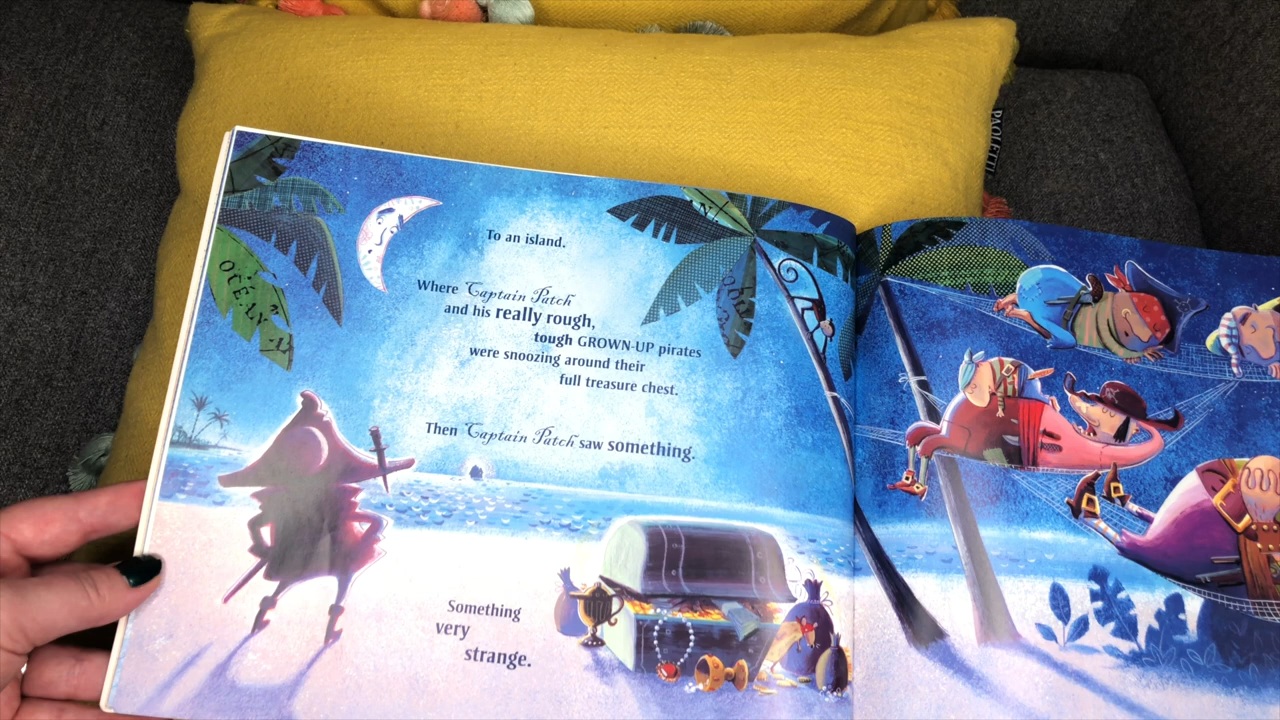 To an island.
Where Captain Patch
and his really rough,
tough GROWN-UP pirates
were snoozing around their
full treasure chest.
Then Captain Patch saw something.
Something
very
strange.
OCEAN
PAOLETTI